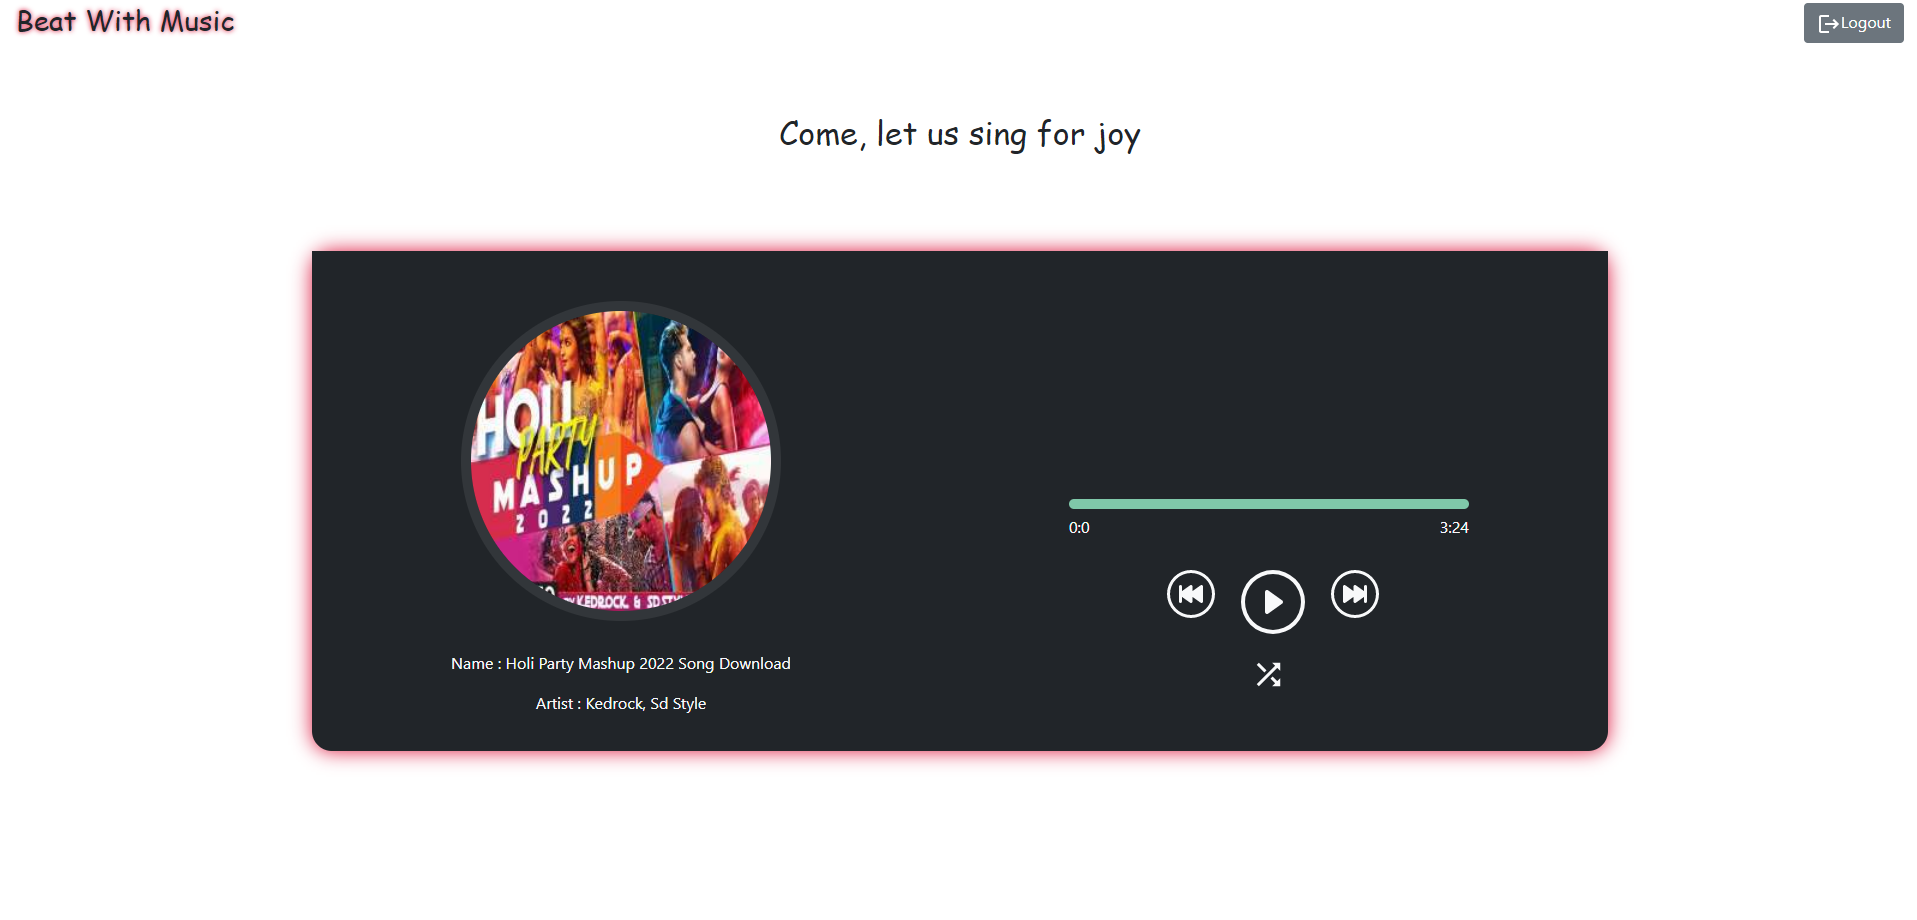 Beat With Music
Logout
Come, let us sing for joy
HOLI
PARTY
MASHUP
2022
KEDROCK & SD STYL
0:0
3:24
Name : Holi Party Mashup 2022 Song Download
Artist : Kedrock, Sd Style